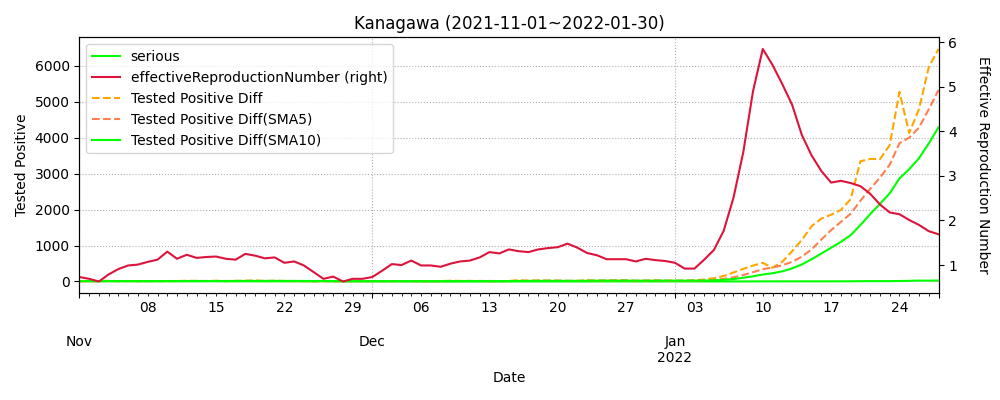 Kanagawa (2021-11-01~2022-01-30)
serious
effectiveReproductionNumber (right)
Tested Positive Diff
Tested Positive Diff(SMA5)
Tested Positive Diff(SMA10)
Tested Positive
6000
5000
4000
3000
2000
1000
0
6
5
4
3
2
1
Effective Reproduction Number
08 15 22 29 06 13 20 27 03 10 17 24
Nov Dec Jan
2022
Date